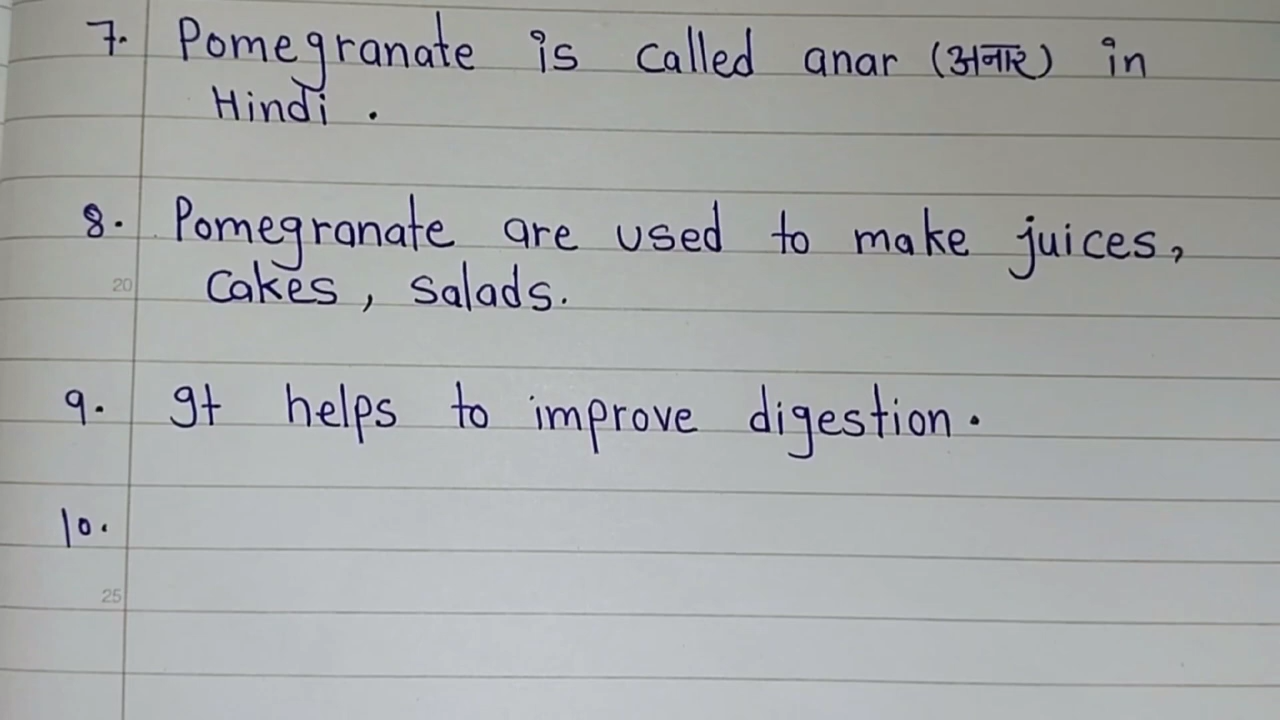 7. Pomegranate is called anar (अनार) in
Hindi .
8. Pomegranate are used to make juices,
20
Cakes, Salads.
9. It helps to improve digestion.
10.
25